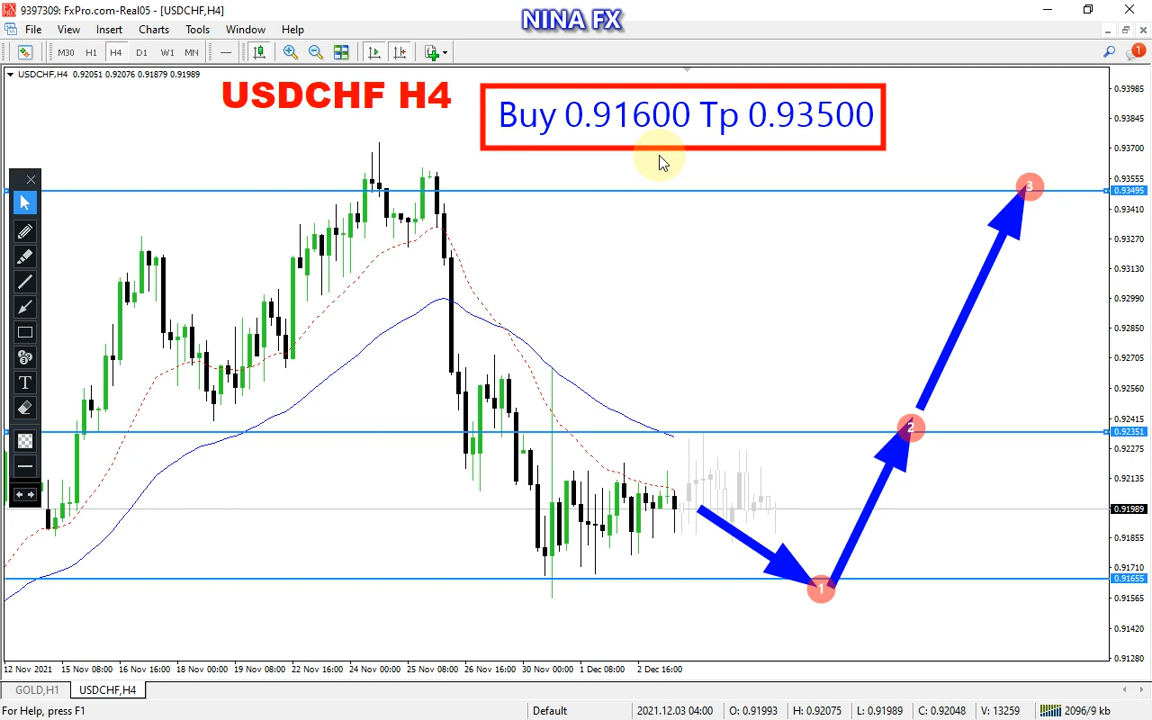 9397309: FxPro.com-Real05 - [USDCHF,H4]
NINA FX
File View Insert Charts Tools Window Help
M30 H1 H4 D1 W1 MN
1
USDCHF,H4 0.92051 0.92076 0.91879 0.91989
USDCHF H4
Buy 0.91600 Tp 0.93500
0.93985
0.93845
0.93700
0.93555
0.93495
0.93410
0.93270
0.93130
0.92990
0.92850
0.92705
0.92560
0.92415
0.92351
0.92275
0.92135
0.91989
0.91855
0.91710
0.91655
0.91565
0.91420
0.91280
3
2
1
T
12 Nov 2021 15 Nov 08:00 16 Nov 16:00 18 Nov 00:00 19 Nov 08:00 22 Nov 16:00 24 Nov 00:00 25 Nov 08:00 26 Nov 16:00 30 Nov 00:00 1 Dec 08:00 2 Dec 16:00
GOLD,H1 USDCHF,H4
For Help, press F1 Default 2021.12.03 04:00 O: 0.91993 H: 0.92075 L: 0.91989 C: 0.92048 V: 13259 2096/9 kb